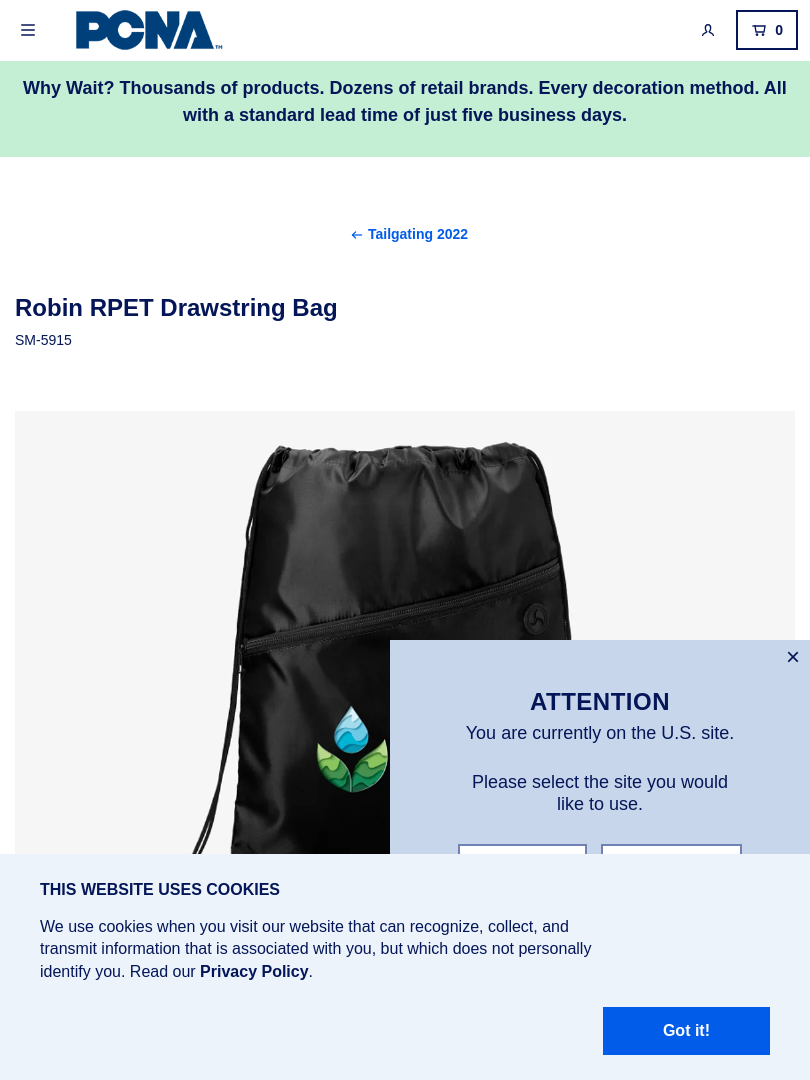 PCNA™
0
Why Wait? Thousands of products. Dozens of retail brands. Every decoration method. All
with a standard lead time of just five business days.
Tailgating 2022
Robin RPET Drawstring Bag
SM-5915
ATTENTION
You are currently on the U.S. site.
Please select the site you would
like to use.
THIS WEBSITE USES COOKIES
We use cookies when you visit our website that can recognize, collect, and
transmit information that is associated with you, but which does not personally
identify you. Read our Privacy Policy.
Got it!